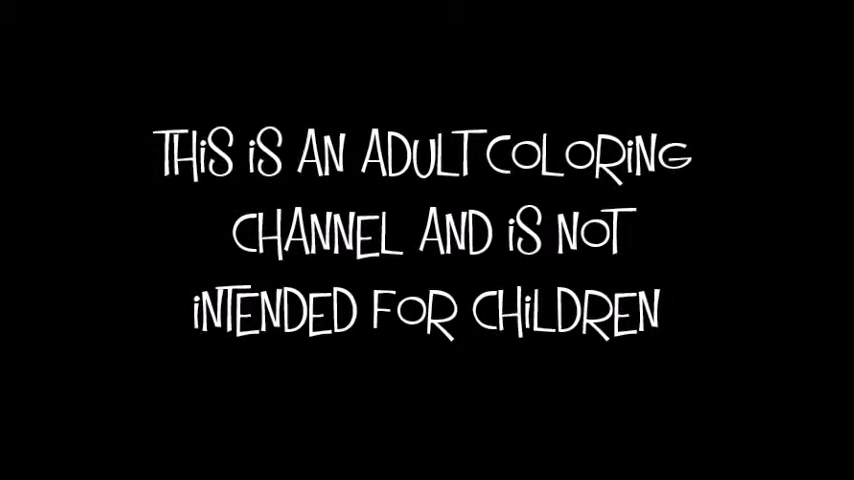 THiS iS AN ADULT COLORiNG
CHANNEL AND iS NOT
iNTENDED FOR CHiLDREN